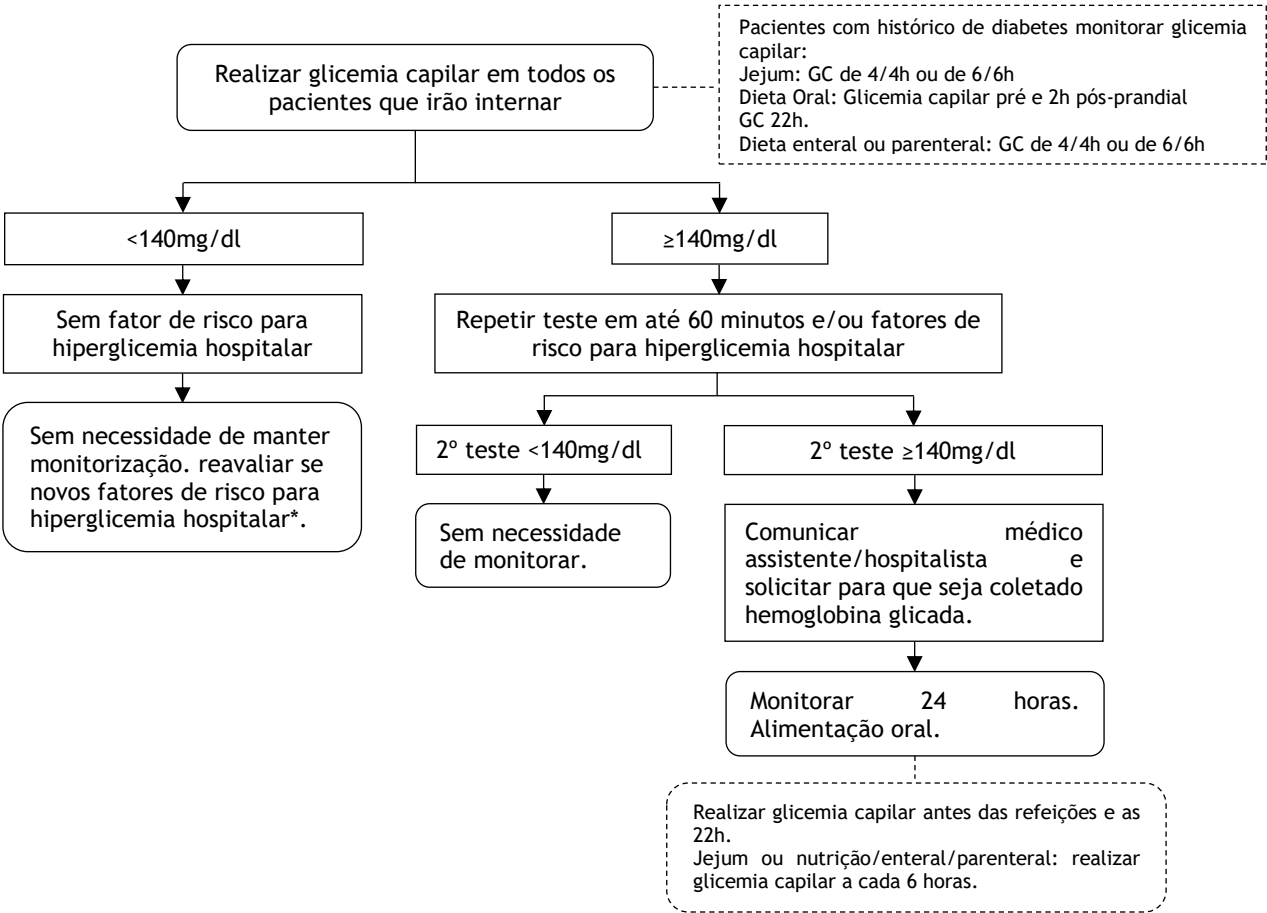 Realizar glicemia capilar em todos os
pacientes que irão internar
Pacientes com histórico de diabetes monitorar glicemia
capilar:
Jejum: GC de 4/4h ou de 6/6h
Dieta Oral: Glicemia capilar pré e 2h pós-prandial
GC 22h.
Dieta enteral ou parenteral: GC de 4/4h ou de 6/6h
<140mg/dl
≥140mg/dl
Sem fator de risco para
hiperglicemia hospitalar
Repetir teste em até 60 minutos e/ou fatores de
risco para hiperglicemia hospitalar
Sem necessidade de manter
monitorização. reavaliar se
novos fatores de risco para
hiperglicemia hospitalar*.
2º teste <140mg/dl
2º teste ≥140mg/dl
Sem necessidade
de monitorar.
Comunicar médico
assistente/hospitalista e
solicitar para que seja coletado
hemoglobina glicada.
Monitorar 24 horas.
Alimentação oral.
Realizar glicemia capilar antes das refeições e as
22h.
Jejum ou nutrição/enteral/parenteral: realizar
glicemia capilar a cada 6 horas.